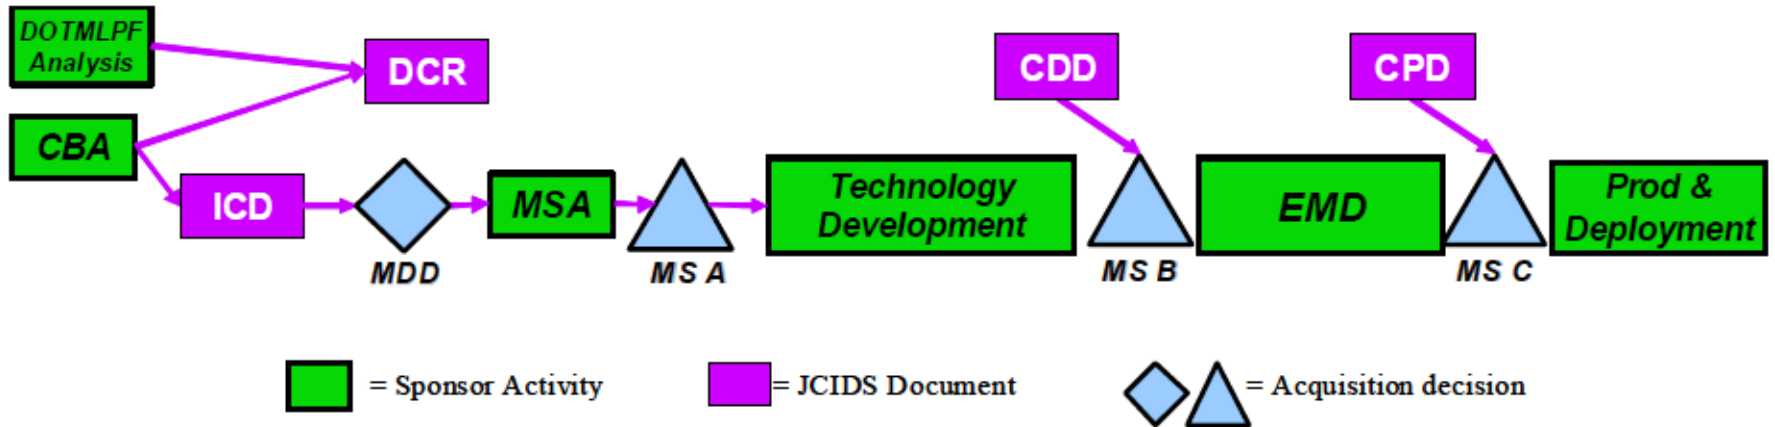 DOTMLPF
Analysis
DCR
CDD
CPD
CBA
ICD
MDD
MSA
MS A
Technology
Development
MS B
EMD
MS C
Prod &
Deployment
= Sponsor Activity
= JCIDS Document
= Acquisition decision